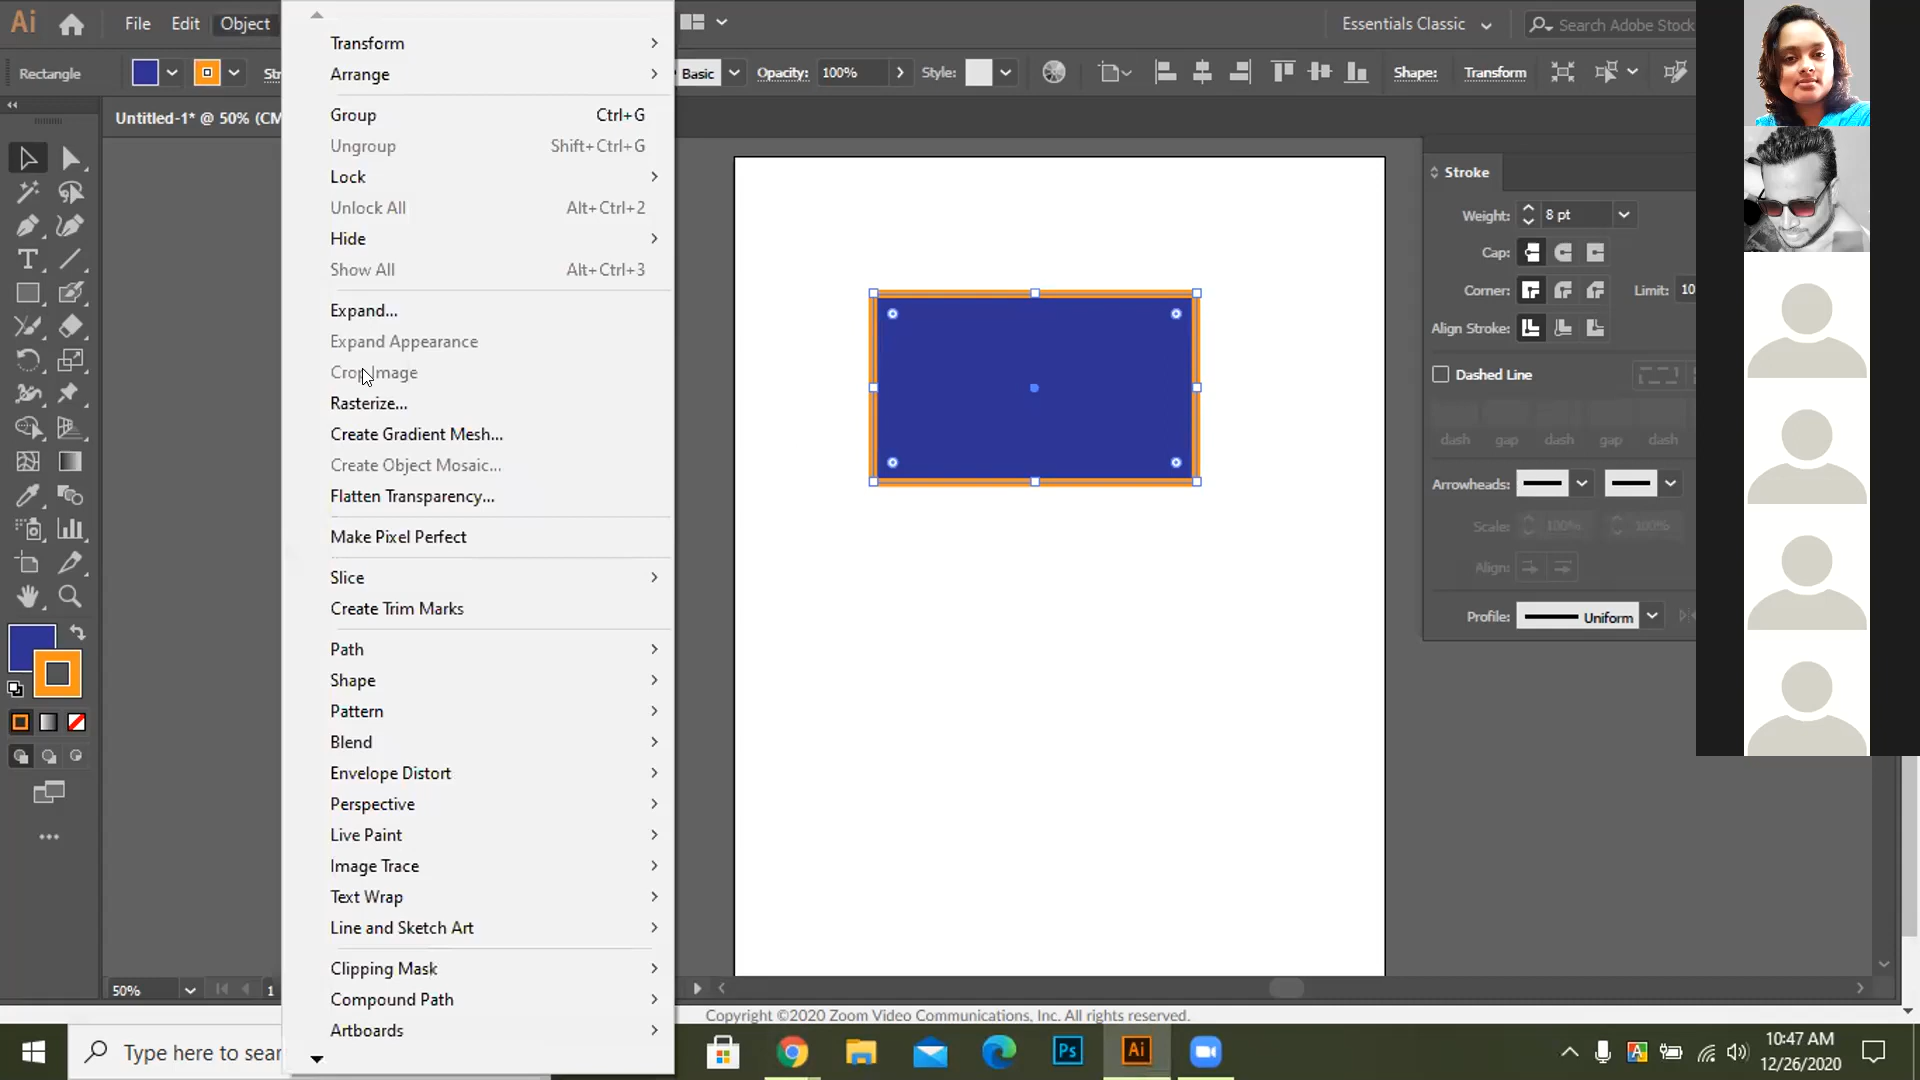 Ai File Edit Object Essentials Classic Search Adobe Stock
Rectangle Basic Opacity: 100% Style: Shape: Transform
Untitled-1* @ 50%
Transform
Arrange
Group Ctrl+G
Ungroup Shift+Ctrl+G
Lock
Unlock All Alt+Ctrl+2
Hide
Show All Alt+Ctrl+3
Expand...
Expand Appearance
Crop Image
Rasterize...
Create Gradient Mesh...
Create Object Mosaic...
Flatten Transparency...
Make Pixel Perfect
Slice
Create Trim Marks
Path
Shape
Pattern
Blend
Envelope Distort
Perspective
Live Paint
Image Trace
Text Wrap
Line and Sketch Art
Clipping Mask
Compound Path
Artboards
Stroke
Weight: 8 pt
Cap:
Corner: Limit: 10
Align Stroke:
Dashed Line
dash gap dash gap dash
Arrowheads:
Scale: 100% 100%
Align:
Profile: Uniform
50% 1
Copyright ©2020 Zoom Video Communications, Inc. All rights reserved.
Type here to sear
Ps Ai A
10:47 AM
12/26/2020